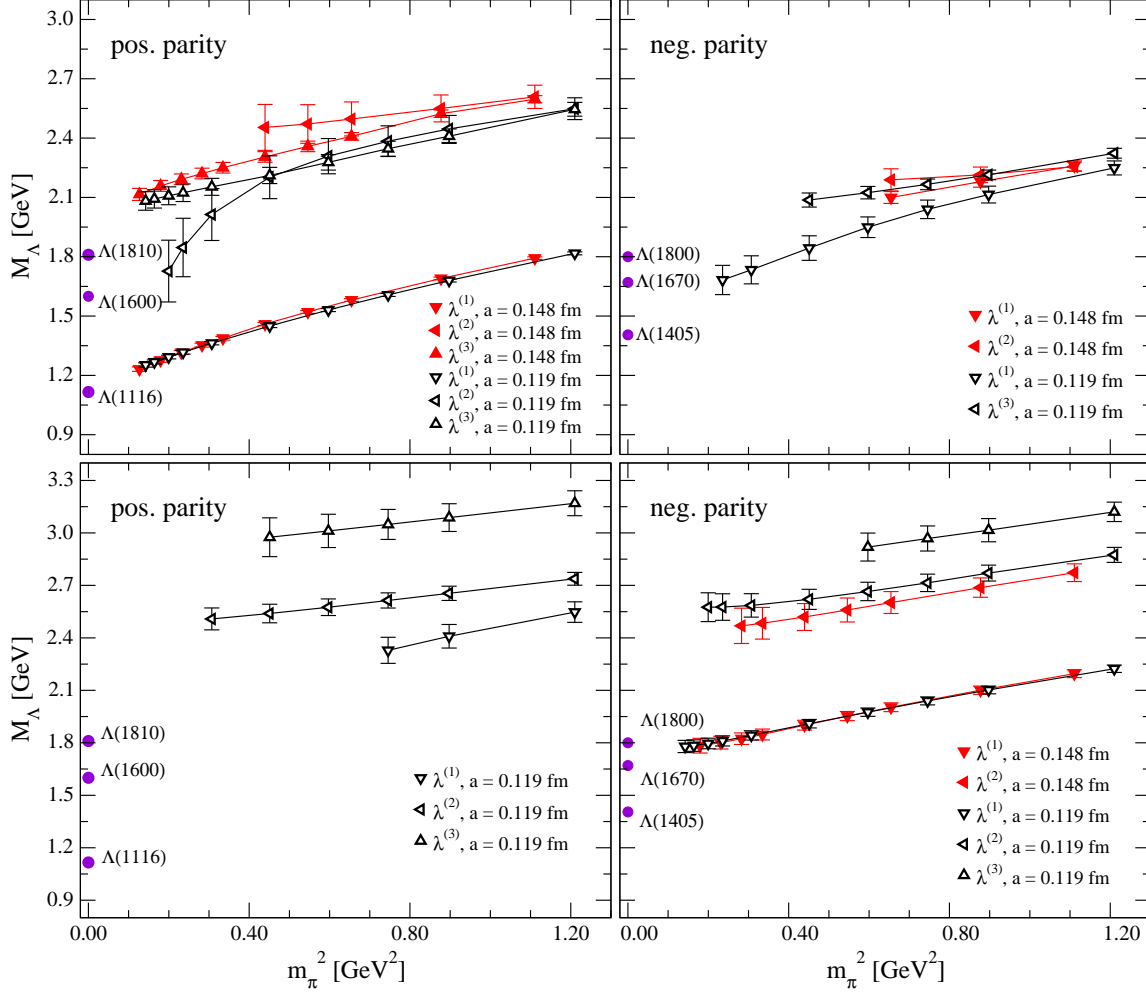 pos. parity
neg. parity
3.0
2.7
2.4
2.1
1.8
1.5
1.2
0.9
M_Λ [GeV]
Λ(1810)
Λ(1600)
Λ(1116)
λ^(1), a = 0.148 fm
λ^(2), a = 0.148 fm
λ^(3), a = 0.148 fm
λ^(1), a = 0.119 fm
λ^(2), a = 0.119 fm
λ^(3), a = 0.119 fm
Λ(1800)
Λ(1670)
Λ(1405)
λ^(1), a = 0.148 fm
λ^(2), a = 0.148 fm
λ^(1), a = 0.119 fm
λ^(3), a = 0.119 fm
pos. parity
neg. parity
3.3
3.0
2.7
2.4
2.1
1.8
1.5
1.2
0.9
M_Λ [GeV]
Λ(1810)
Λ(1600)
Λ(1116)
λ^(1), a = 0.119 fm
λ^(2), a = 0.119 fm
λ^(3), a = 0.119 fm
Λ(1800)
Λ(1670)
Λ(1405)
λ^(1), a = 0.148 fm
λ^(2), a = 0.148 fm
λ^(1), a = 0.119 fm
λ^(2), a = 0.119 fm
λ^(3), a = 0.119 fm
0.00 0.40 0.80 1.20
0.00 0.40 0.80 1.20
m_π^2 [GeV^2]
m_π^2 [GeV^2]